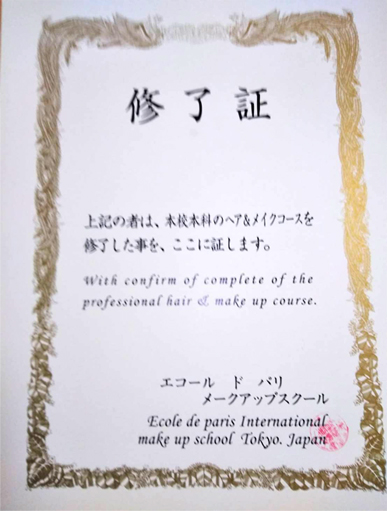 修了証
上記の者は、本校本科のヘア&メイクコースを
修了した事を、ここに証します。
With confirm of complete of the
professional hair & make up course.
エコール ド パリ
メークアップスクール
Ecole de paris International
make up school Tokyo. Japan